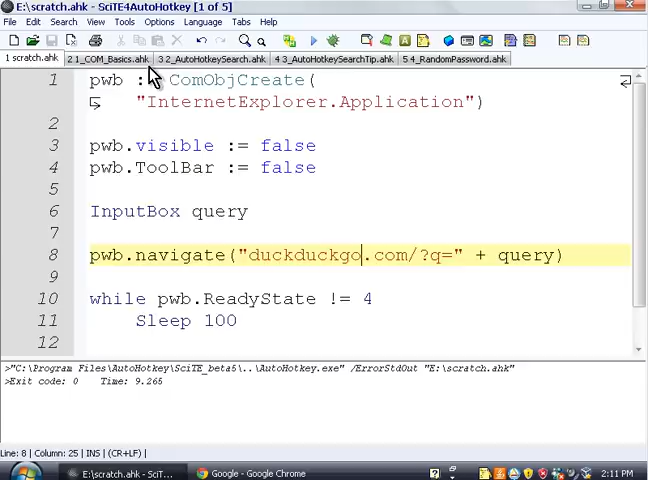 E:\scratch.ahk - SciTE4AutoHotkey [1 of 5]
File Edit Search View Tools Options Language Tabs Help
1 scratch.ahk 2 1_COM_Basics.ahk 3 2_AutoHotkeySearch.ahk 4 3_AutoHotkeySearchTip.ahk 5 4_RandomPassword.ahk
1 pwb := ComObjCreate(
"InternetExplorer.Application")
2
3 pwb.visible := false
4 pwb.ToolBar := false
5
6 InputBox query
7
8 pwb.navigate("duckduckgo.com/?q=" + query)
9
10 while pwb.ReadyState != 4
11 Sleep 100
12
>"C:\Program Files\AutoHotkey\SciTE_beta5\..\AutoHotkey.exe" /ErrorStdOut "E:\scratch.ahk"
>Exit code: 0 Time: 9.265
Line: 8 | Column: 25 | INS | (CR+LF) |
E:\scratch.ahk - SciT... Google - Google Chrome 2:11 PM